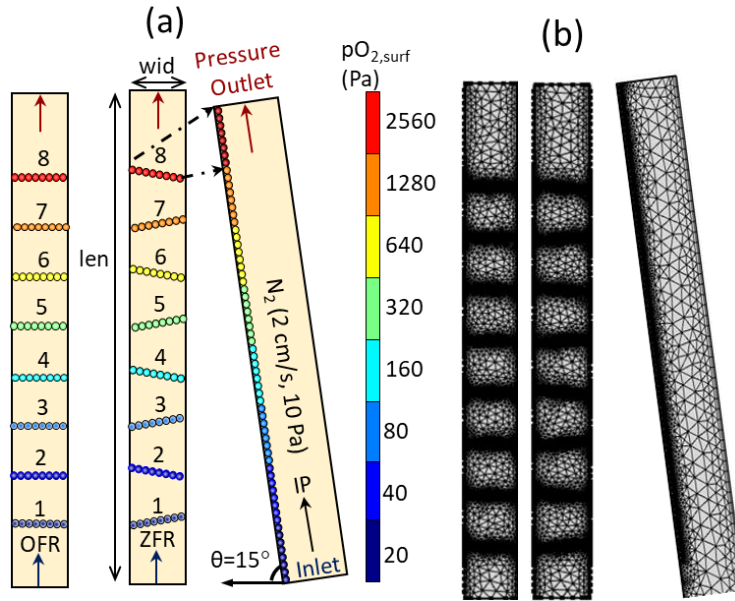 (a)
(b)
wid
Pressure
Outlet
pO2,surf
(Pa)
len
8
7
6
5
4
3
2
1
OFR
8
7
6
5
4
3
2
1
ZFR
N2 (2 cm/s, 10 Pa)
IP
θ=15°
Inlet
2560
1280
640
320
160
80
40
20